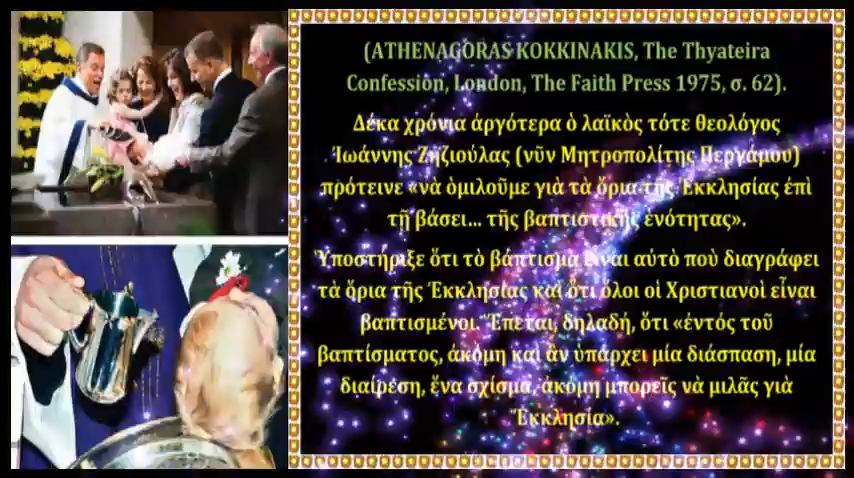 (ATHENAGORAS KOKKINAKIS, The Thyateira
Confession, London, The Faith Press 1975, σ. 62).
Δέκα χρόνια ἀργότερα ὁ λαϊκὸς τότε θεολόγος
Ἰωάννης Ζηζιούλας (νῦν Μητροπολίτης Περγάμου)
πρότεινε «νὰ ὁμιλοῦμε γιὰ τὰ ὅρια τῆς Ἐκκλησίας ἐπὶ
τῇ βάσει... τῆς βαπτιστικῆς ἑνότητας».
Ὑποστήριξε ὅτι τὸ βάπτισμα εἶναι αὐτὸ ποὺ διαγράφει
τὰ ὅρια τῆς Ἐκκλησίας καὶ ὅτι ὅλοι οἱ Χριστιανοὶ εἶναι
βαπτισμένοι. Ἕπεται, δηλαδή, ὅτι «ἐντός τοῦ
βαπτίσματος, ἀκόμη καὶ ἂν ὑπάρχει μία διάσπαση, μία
διαίρεση, ἕνα σχίσμα, ἀκόμη μπορεῖς νὰ μιλᾶς γιὰ
Ἐκκλησία».